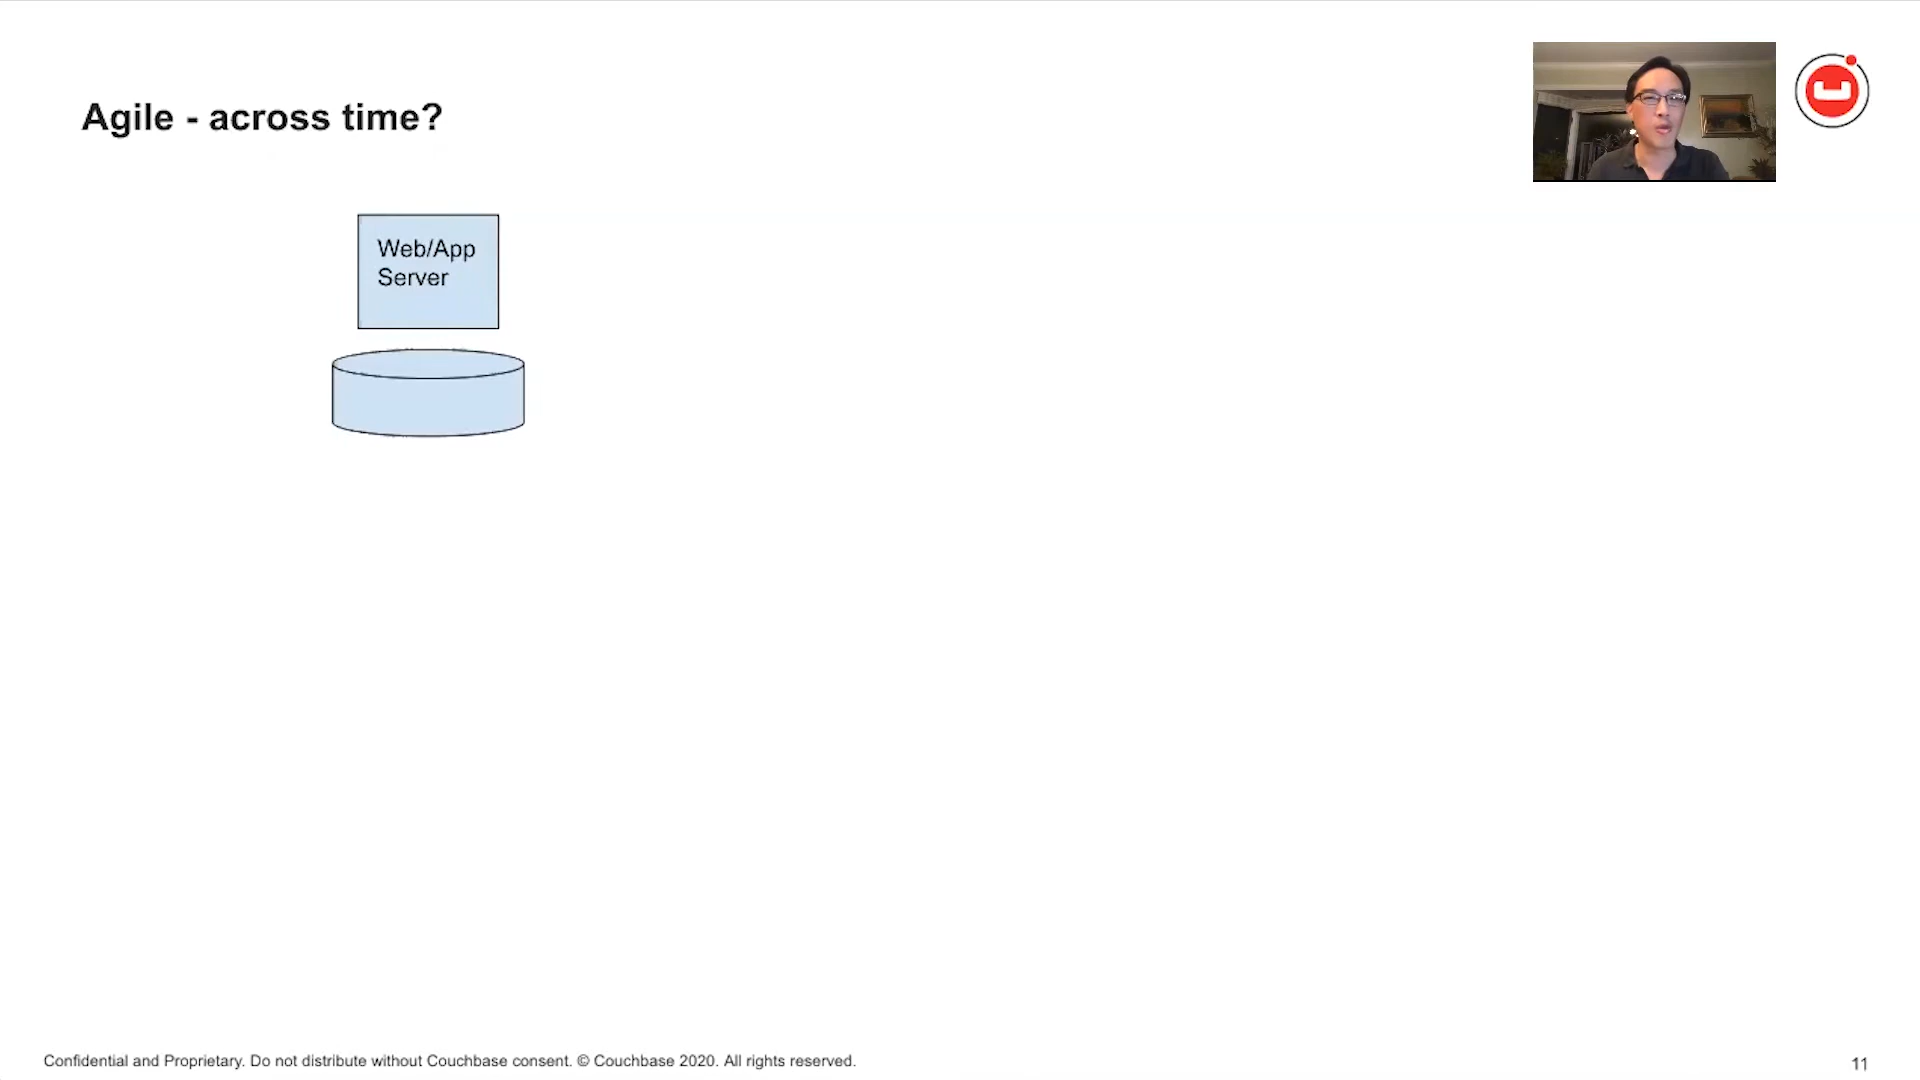 Agile - across time?
Web/App
Server
Confidential and Proprietary. Do not distribute without Couchbase consent. © Couchbase 2020. All rights reserved.
11